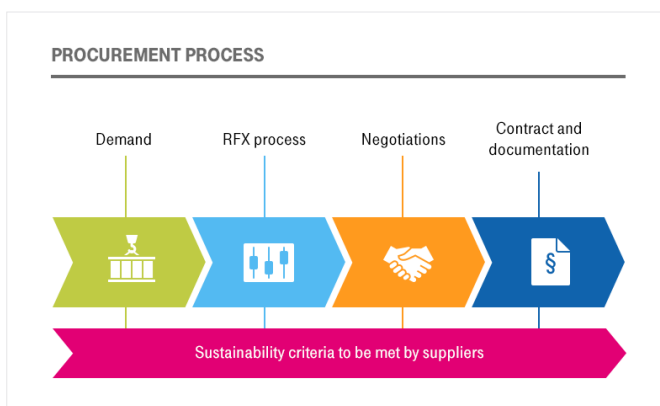 PROCUREMENT PROCESS
Demand
RFX process
Negotiations
Contract and
documentation
§
Sustainability criteria to be met by suppliers